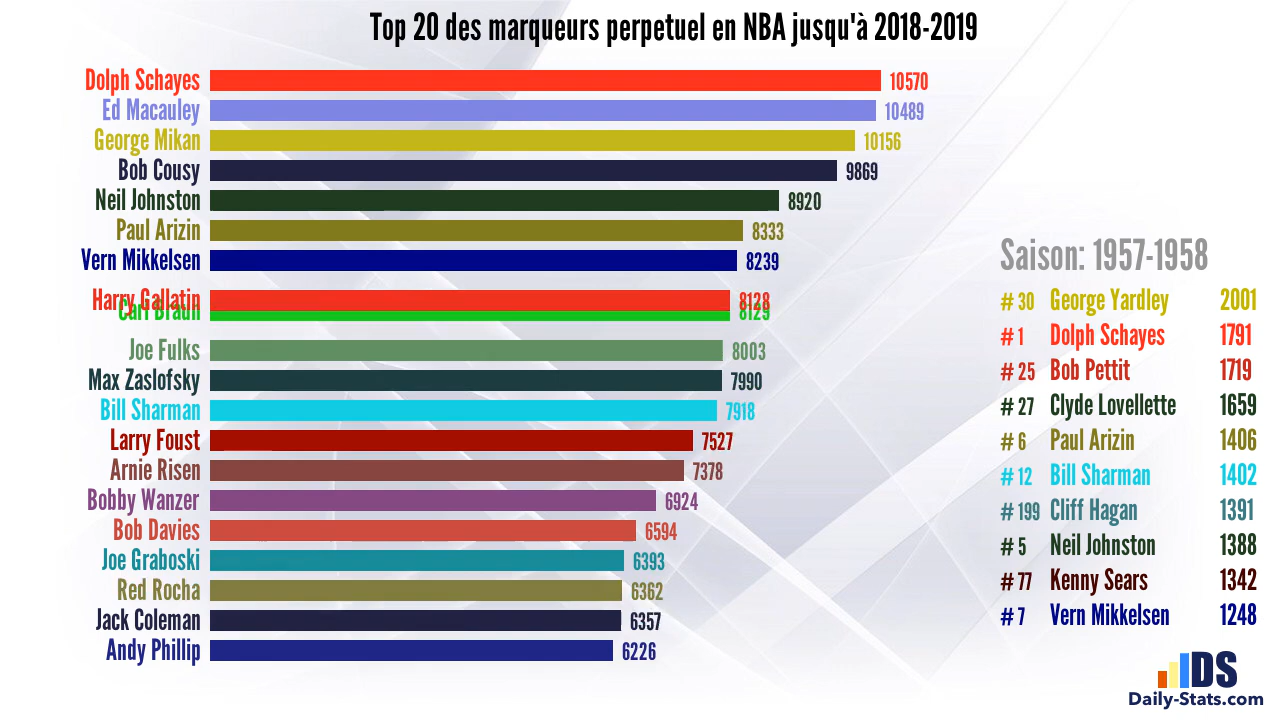 Top 20 des marqueurs perpetuel en NBA jusqu'à 2018-2019
Dolph Schayes 10570
Ed Macauley 10489
George Mikan 10156
Bob Cousy 9869
Neil Johnston 8920
Paul Arizin 8333
Vern Mikkelsen 8239
Harry Gallatin 8128
Carl Braun 8129
Joe Fulks 8003
Max Zaslofsky 7990
Bill Sharman 7918
Larry Foust 7527
Arnie Risen 7378
Bobby Wanzer 6924
Bob Davies 6594
Joe Graboski 6393
Red Rocha 6362
Jack Coleman 6357
Andy Phillip 6226
Saison: 1957-1958
# 30 George Yardley 2001
# 1 Dolph Schayes 1791
# 25 Bob Pettit 1719
# 27 Clyde Lovellette 1659
# 6 Paul Arizin 1406
# 12 Bill Sharman 1402
# 199 Cliff Hagan 1391
# 5 Neil Johnston 1388
# 77 Kenny Sears 1342
# 7 Vern Mikkelsen 1248
DS
Daily-Stats.com